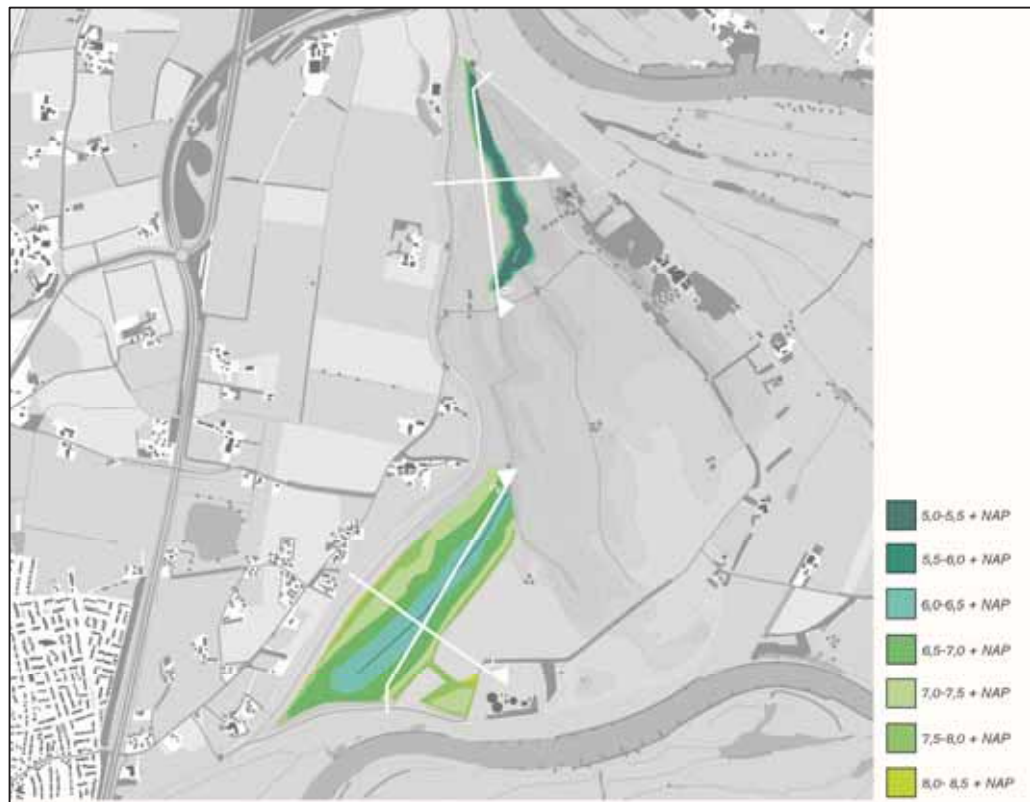 5,0-5,5 + NAP
5,5-6,0 + NAP
6,0-6,5 + NAP
6,5-7,0 + NAP
7,0-7,5 + NAP
7,5-8,0 + NAP
8,0- 8,5 + NAP